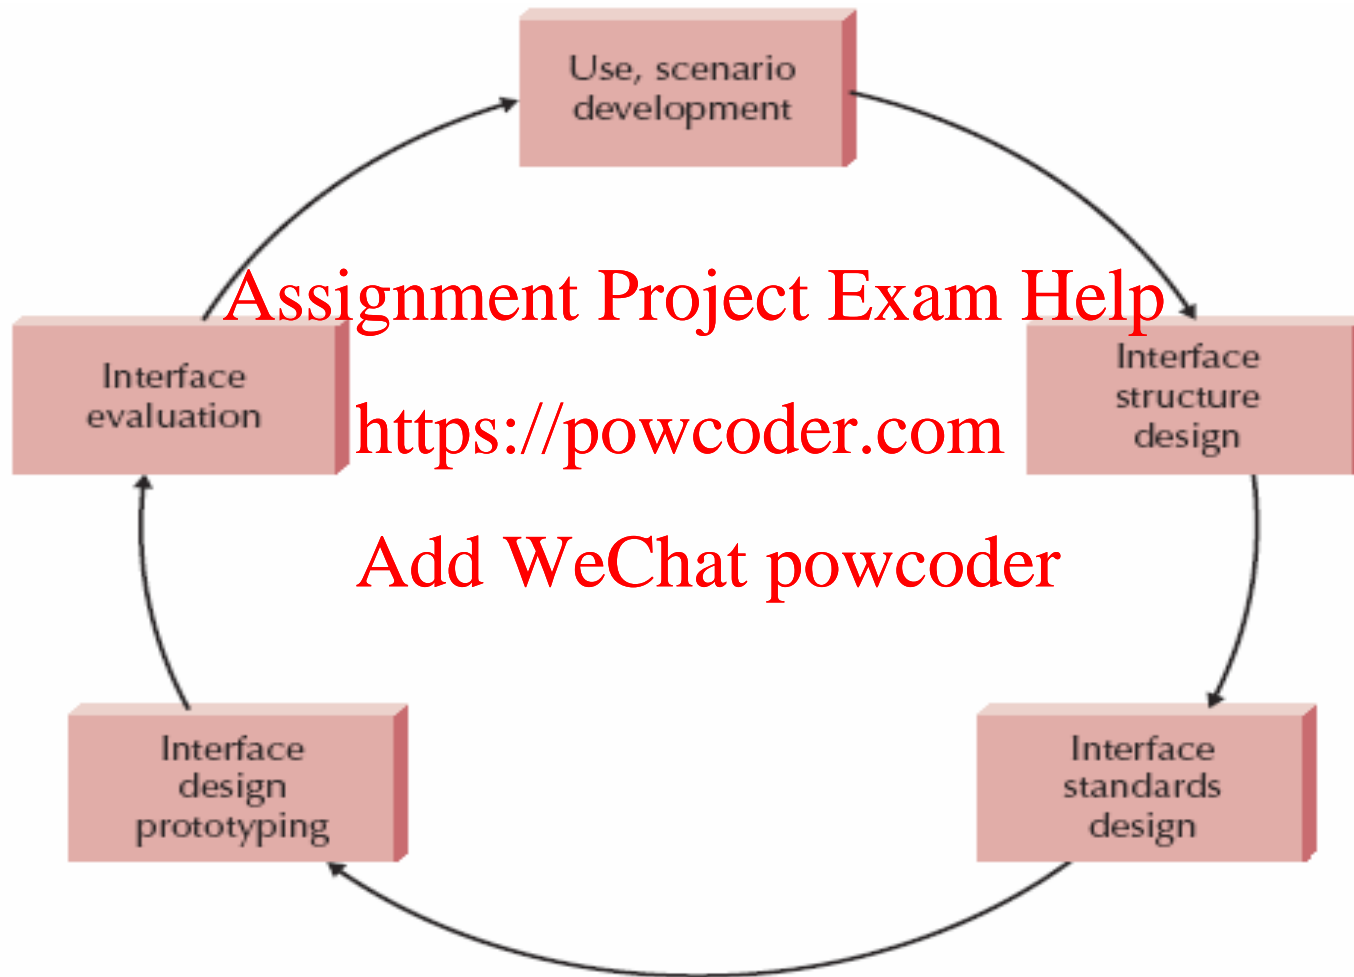 Use, scenario
development
Assignment Project Exam Help
Interface
evaluation
Interface
structure
design
https://powcoder.com
Add WeChat powcoder
Interface
design
prototyping
Interface
standards
design